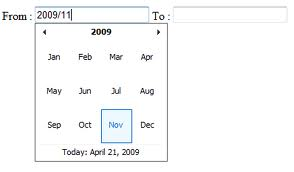 From : 2009/11 To :
2009
Jan Feb Mar Apr
May Jun Jul Aug
Sep Oct Nov Dec
Today: April 21, 2009